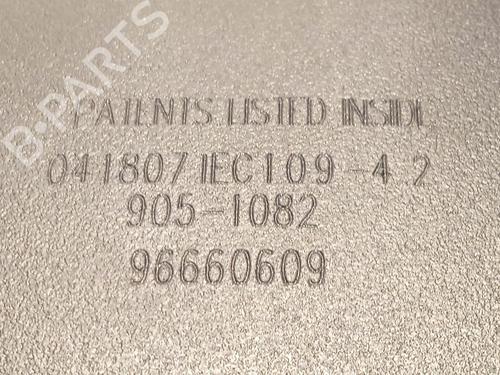 B-PARTS
PATENTS LISTED INSIDE
041807 IEC109-4.2
905-1082
96660609